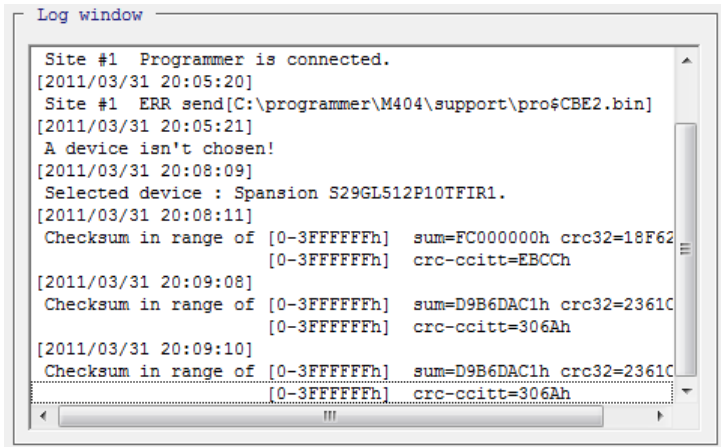 Log window
Site #1  Programmer is connected.
[2011/03/31 20:05:20]
Site #1  ERR send[C:\programmer\M404\support\pro$CBE2.bin]
[2011/03/31 20:05:21]
A device isn't chosen!
[2011/03/31 20:08:09]
Selected device : Spansion S29GL512P10TFIR1.
[2011/03/31 20:08:11]
Checksum in range of [0-3FFFFFFh]  sum=FC000000h crc32=18F62
[0-3FFFFFFh]  crc-ccitt=EBCCh
[2011/03/31 20:09:08]
Checksum in range of [0-3FFFFFFh]  sum=D9B6DAC1h crc32=2361C
[0-3FFFFFFh]  crc-ccitt=306Ah
[2011/03/31 20:09:10]
Checksum in range of [0-3FFFFFFh]  sum=D9B6DAC1h crc32=2361C
[0-3FFFFFFh]  crc-ccitt=306Ah